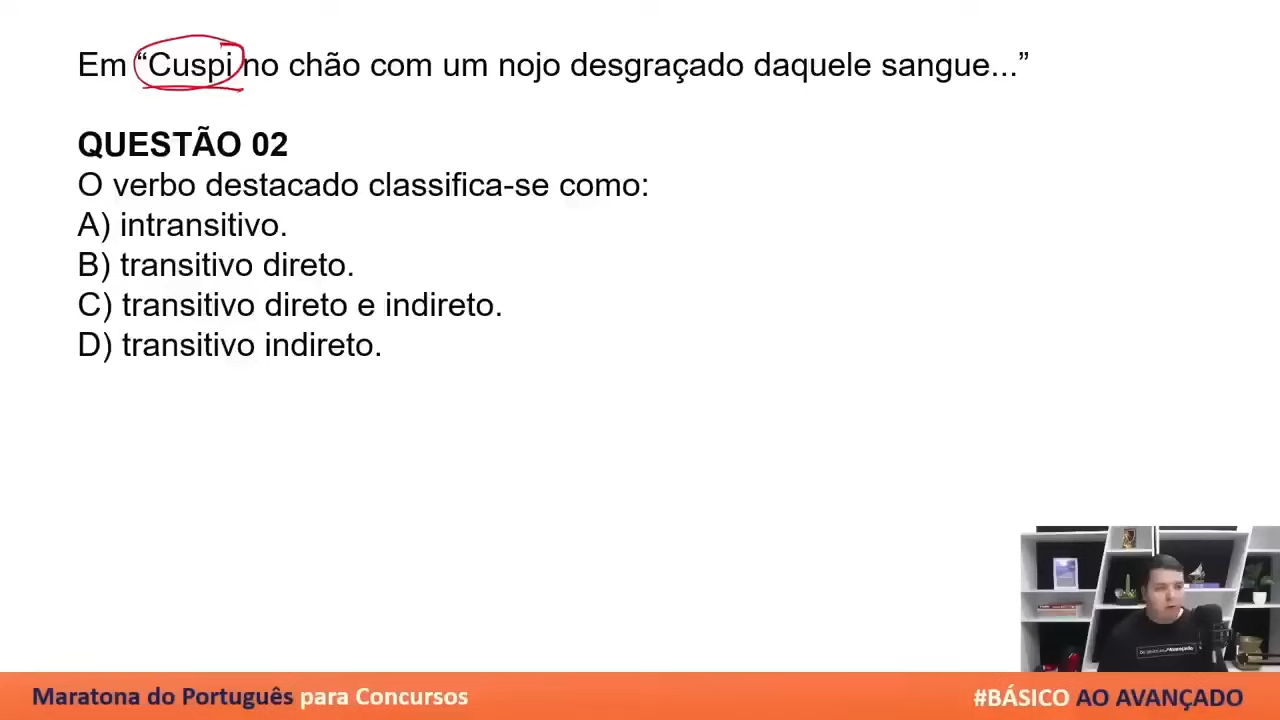 Em “Cuspi no chão com um nojo desgraçado daquele sangue...”
QUESTÃO 02
O verbo destacado classifica-se como:
A) intransitivo.
B) transitivo direto.
C) transitivo direto e indireto.
D) transitivo indireto.
Maratona do Português para Concursos
#BÁSICO AO AVANÇADO